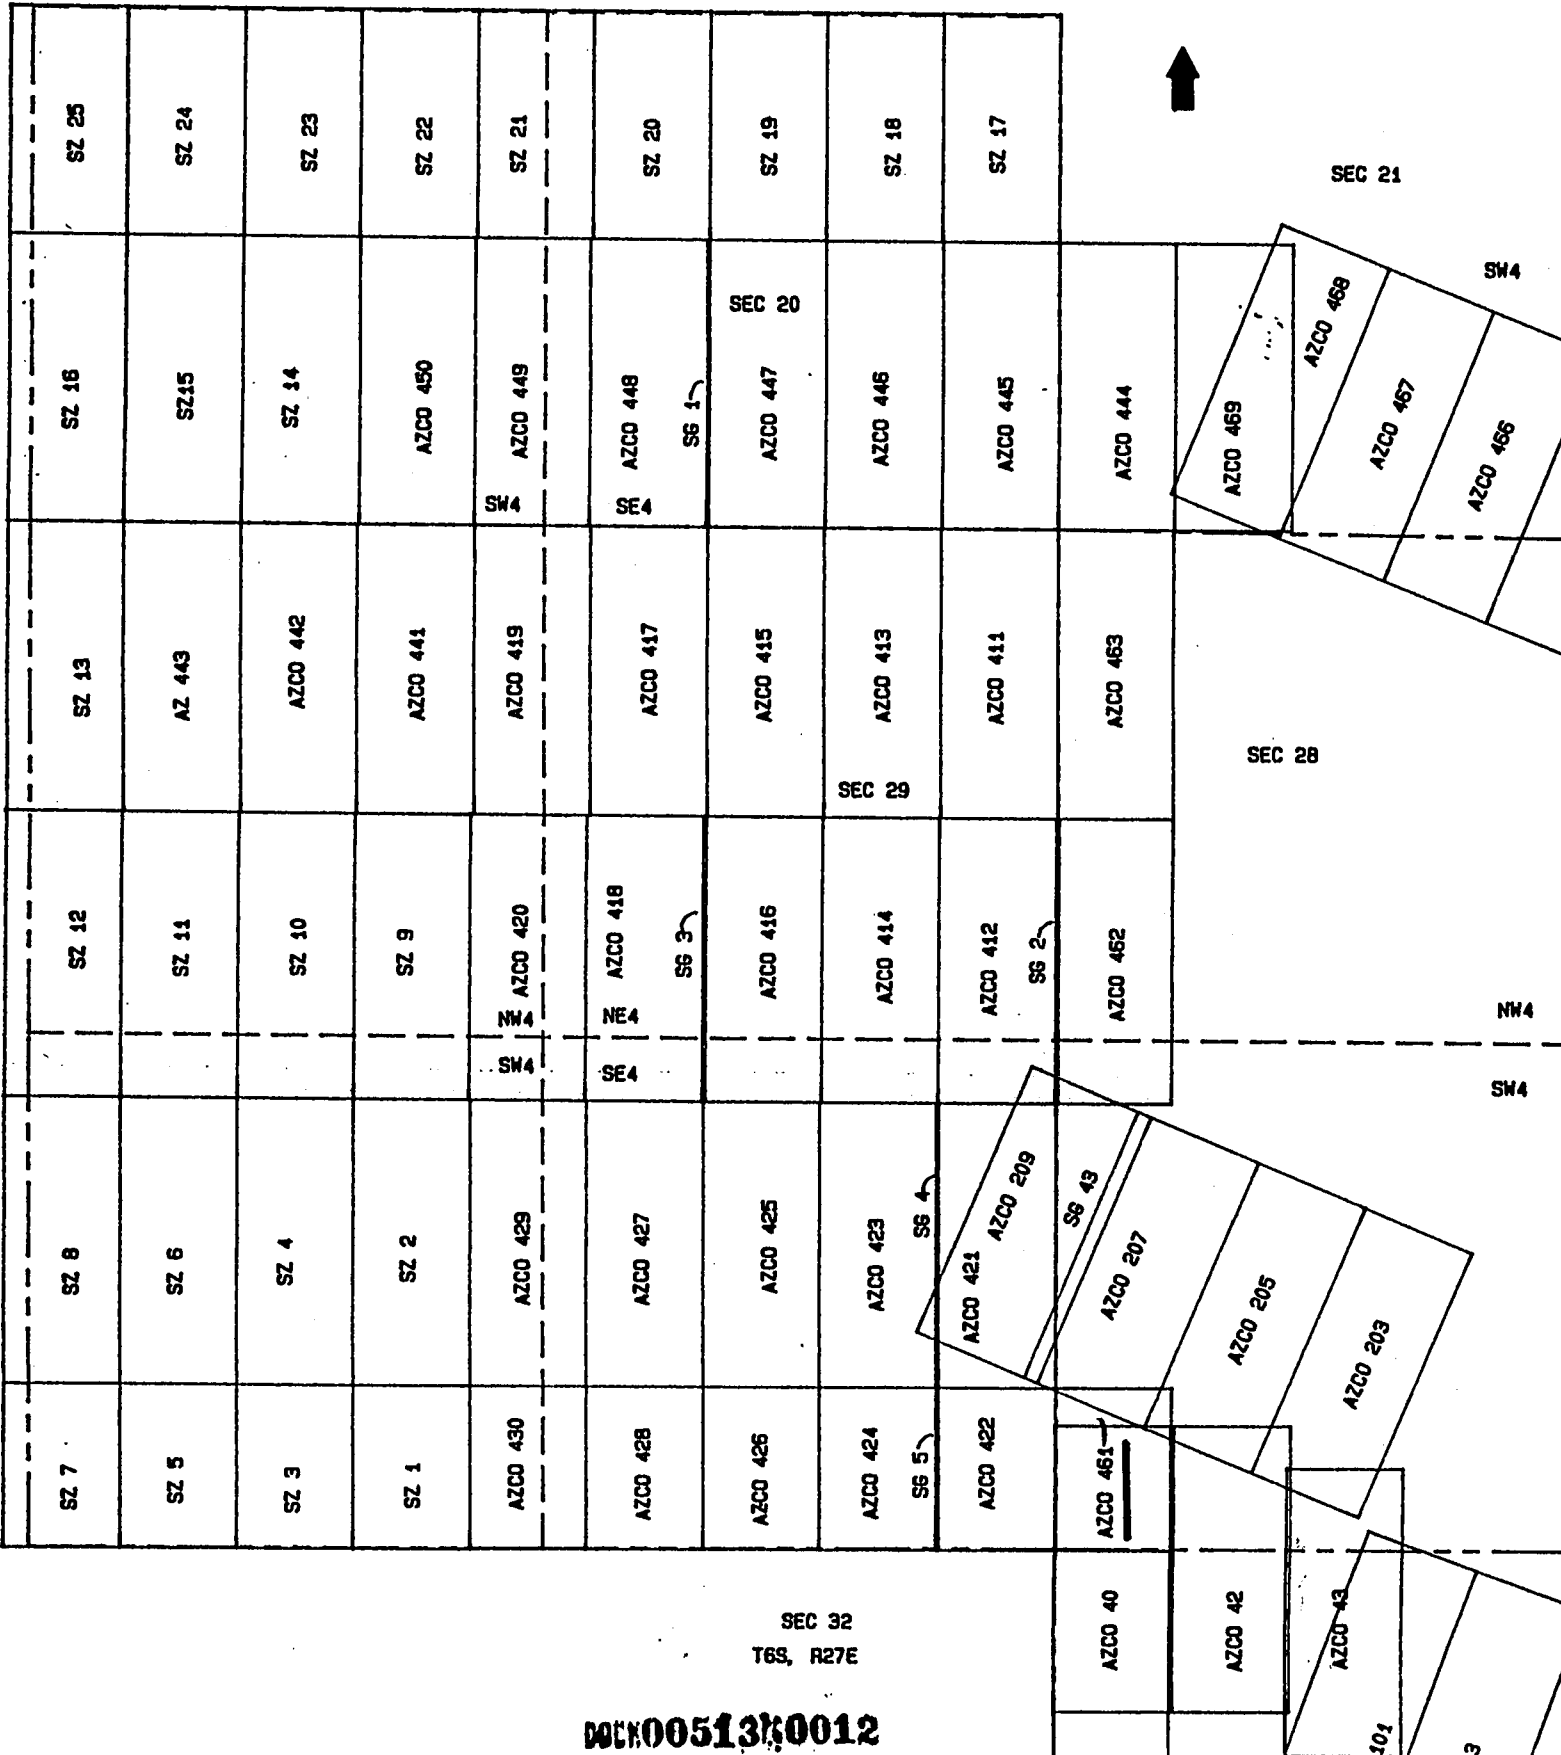 SZ 25
SZ 24
SZ 23
SZ 22
SZ 21
SZ 20
SZ 19
SZ 18
SZ 17
SEC 21
SW4
SZ 16
SZ15
SZ 14
AZCO 450
AZCO 449
AZCO 448
SG 1
SEC 20
AZCO 447
AZCO 446
AZCO 445
AZCO 444
AZCO 469
AZCO 468
AZCO 467
AZCO 466
SW4
SE4
SZ 13
AZ 443
AZCO 442
AZCO 441
AZCO 419
AZCO 417
AZCO 415
AZCO 413
AZCO 411
AZCO 463
SEC 29
SEC 28
SZ 12
SZ 11
SZ 10
SZ 9
AZCO 420
AZCO 418
SG 3
AZCO 416
AZCO 414
AZCO 412
SG 2
AZCO 462
NW4
NE4
NW4
SW4
SE4
SW4
SZ 8
SZ 6
SZ 4
SZ 2
AZCO 429
AZCO 427
AZCO 425
AZCO 423
SG 4
AZCO 421
AZCO 209
SG 43
AZCO 207
AZCO 205
AZCO 203
SZ 7
SZ 5
SZ 3
SZ 1
AZCO 430
AZCO 428
AZCO 426
AZCO 424
SG 5
AZCO 422
AZCO 461
AZCO 40
AZCO 42
AZCO 43
101
3
SEC 32
T6S, R27E
00513 0012